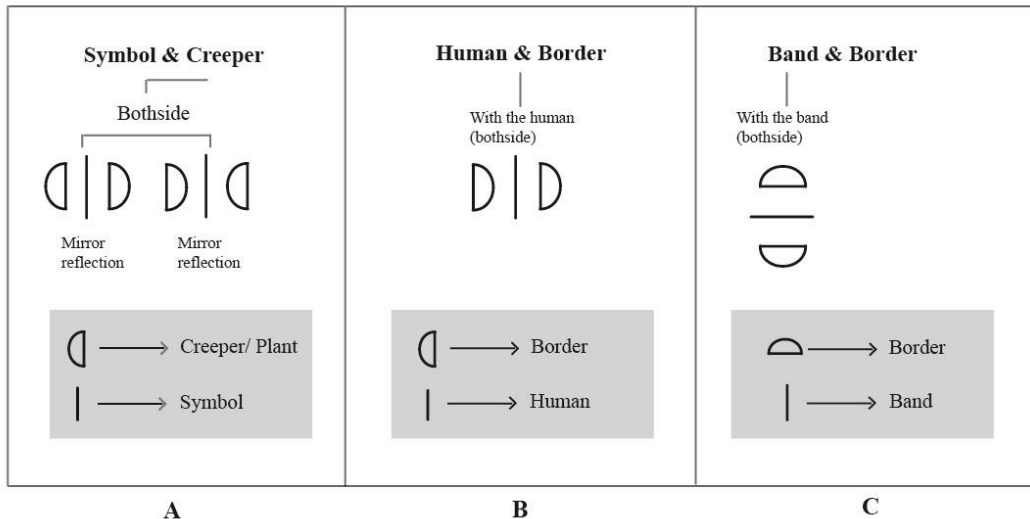 Symbol & Creeper
Bothside
Mirror
reflection
Mirror
reflection
Creeper/ Plant
Symbol
A
Human & Border
With the human
(bothside)
Border
Human
B
Band & Border
With the band
(bothside)
Border
Band
C